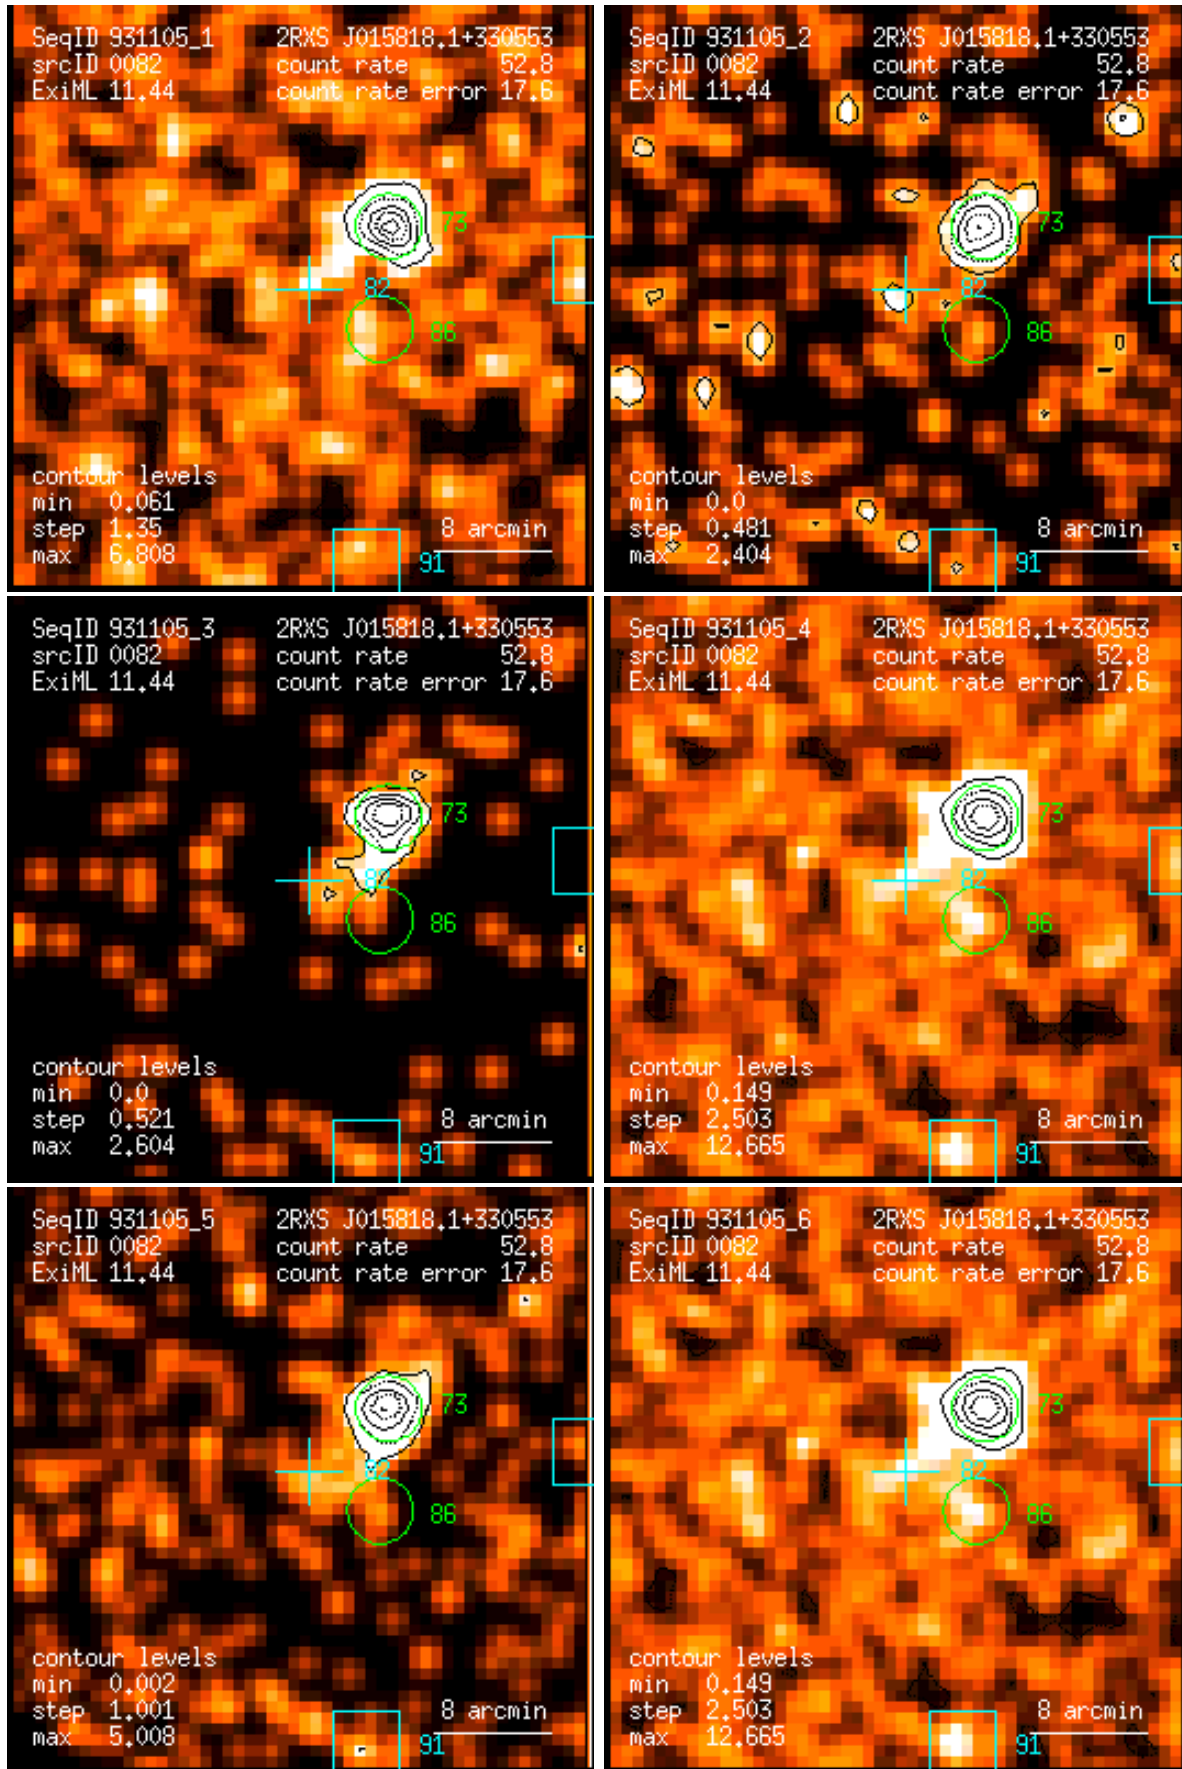 SeqID 931105_1 2RXS J015818.1+330553
srcID 0082 count rate 52.8
ExiML 11.44 count rate error 17.6
73
82
86
contour levels
min 0.061
step 1.35 8 arcmin
max 6.808 91
SeqID 931105_2 2RXS J015818.1+330553
srcID 0082 count rate 52.8
ExiML 11.44 count rate error 17.6
73
82
86
contour levels
min 0.0
step 0.481 8 arcmin
max 2.404 91
SeqID 931105_3 2RXS J015818.1+330553
srcID 0082 count rate 52.8
ExiML 11.44 count rate error 17.6
73
82
86
contour levels
min 0.0
step 0.521 8 arcmin
max 2.604 91
SeqID 931105_4 2RXS J015818.1+330553
srcID 0082 count rate 52.8
ExiML 11.44 count rate error 17.6
73
82
86
contour levels
min 0.149
step 2.503 8 arcmin
max 12.665 91
SeqID 931105_5 2RXS J015818.1+330553
srcID 0082 count rate 52.8
ExiML 11.44 count rate error 17.6
73
82
86
contour levels
min 0.002
step 1.001 8 arcmin
max 5.008 91
SeqID 931105_6 2RXS J015818.1+330553
srcID 0082 count rate 52.8
ExiML 11.44 count rate error 17.6
73
82
86
contour levels
min 0.149
step 2.503 8 arcmin
max 12.665 91